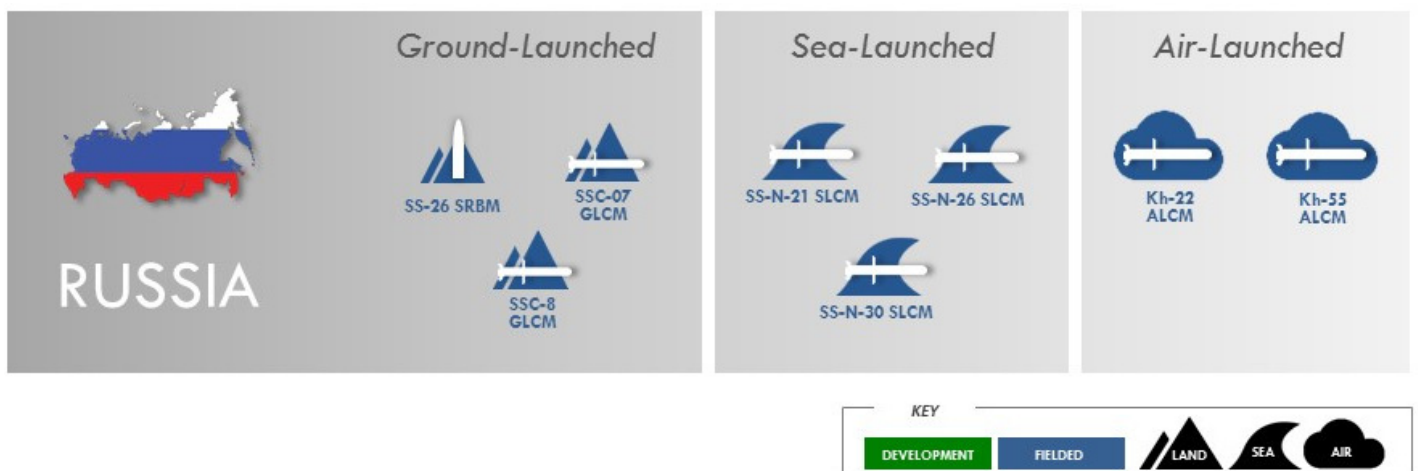 Ground-Launched
Sea-Launched
Air-Launched
SS-26 SRBM
SSC-07
GLCM
SS-N-21 SLCM
SS-N-26 SLCM
Kh-22
ALCM
Kh-55
ALCM
RUSSIA
SSC-8
GLCM
SS-N-30 SLCM
KEY
DEVELOPMENT
FIELDED
LAND
SEA
AIR